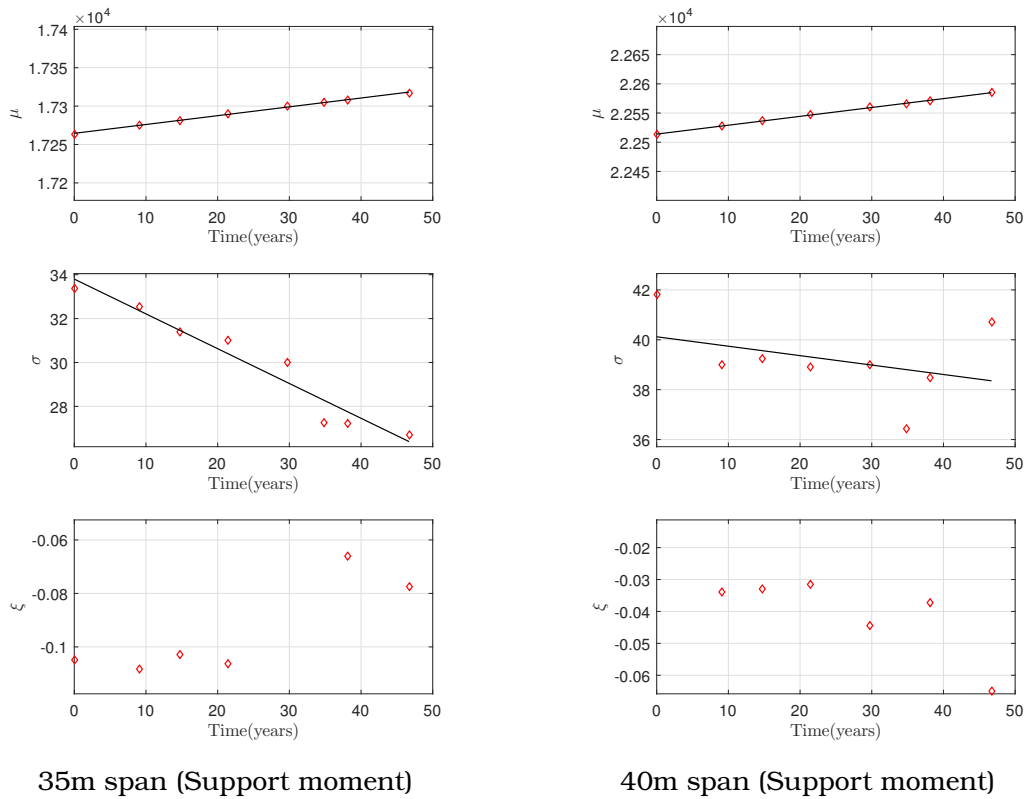 ×10⁴
1.74
1.735
1.73
1.725
1.72
μ
0 10 20 30 40 50
Time(years)
×10⁴
2.265
2.26
2.255
2.25
2.245
μ
0 10 20 30 40 50
Time(years)
34
32
30
28
σ
0 10 20 30 40 50
Time(years)
42
40
38
36
σ
0 10 20 30 40 50
Time(years)
-0.06
-0.08
-0.1
ξ
0 10 20 30 40 50
Time(years)
-0.02
-0.03
-0.04
-0.05
-0.06
ξ
0 10 20 30 40 50
Time(years)
35m span (Support moment)
40m span (Support moment)